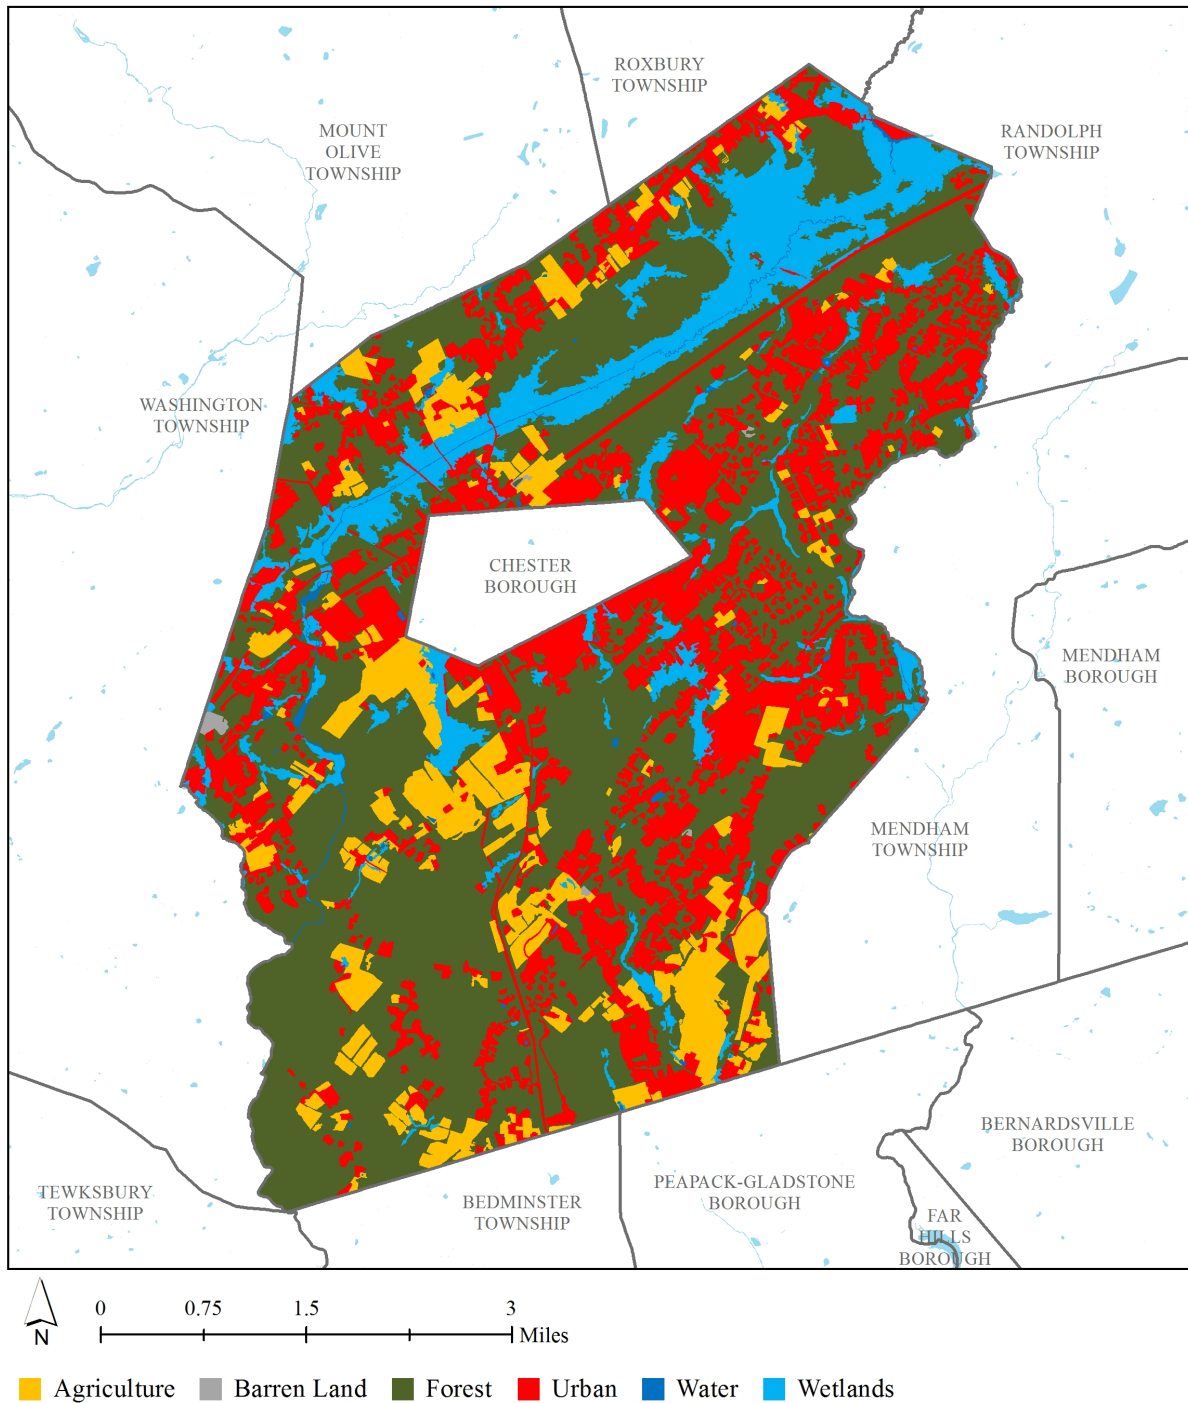 ROXBURY
TOWNSHIP
MOUNT
OLIVE
TOWNSHIP
RANDOLPH
TOWNSHIP
WASHINGTON
TOWNSHIP
CHESTER
BOROUGH
MENDHAM
BOROUGH
MENDHAM
TOWNSHIP
BERNARDSVILLE
BOROUGH
TEWKSBURY
TOWNSHIP
BEDMINSTER
TOWNSHIP
PEAPACK-GLADSTONE
BOROUGH
FAR
HILLS
BOROUGH
N
0 0.75 1.5 3
Miles
Agriculture Barren Land Forest Urban Water Wetlands